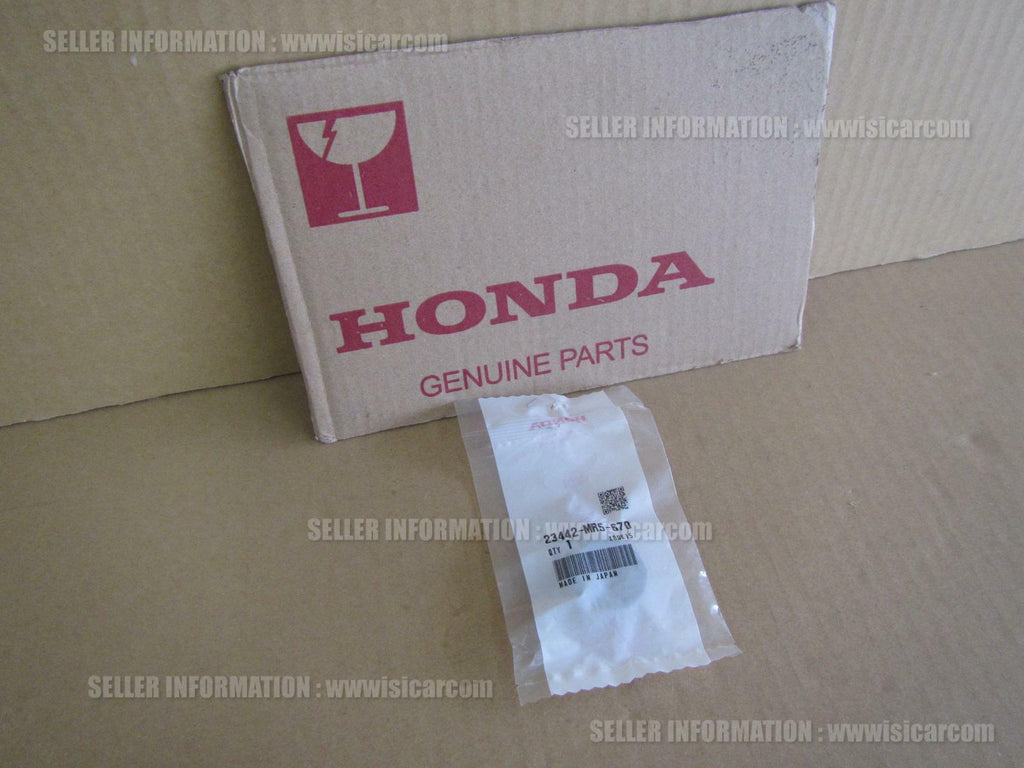 SELLER INFORMATION : wwwisicarcom
SELLER INFORMATION : wwwisicarcom
HONDA
GENUINE PARTS
HONDA
23442-MR5-670
QTY 1
SELLER INFORMATION : wwwisicarcom
MADE IN JAPAN
SELLER INFORMATION : wwwisicarcom
SELLER INFORMATION : wwwisicarcom